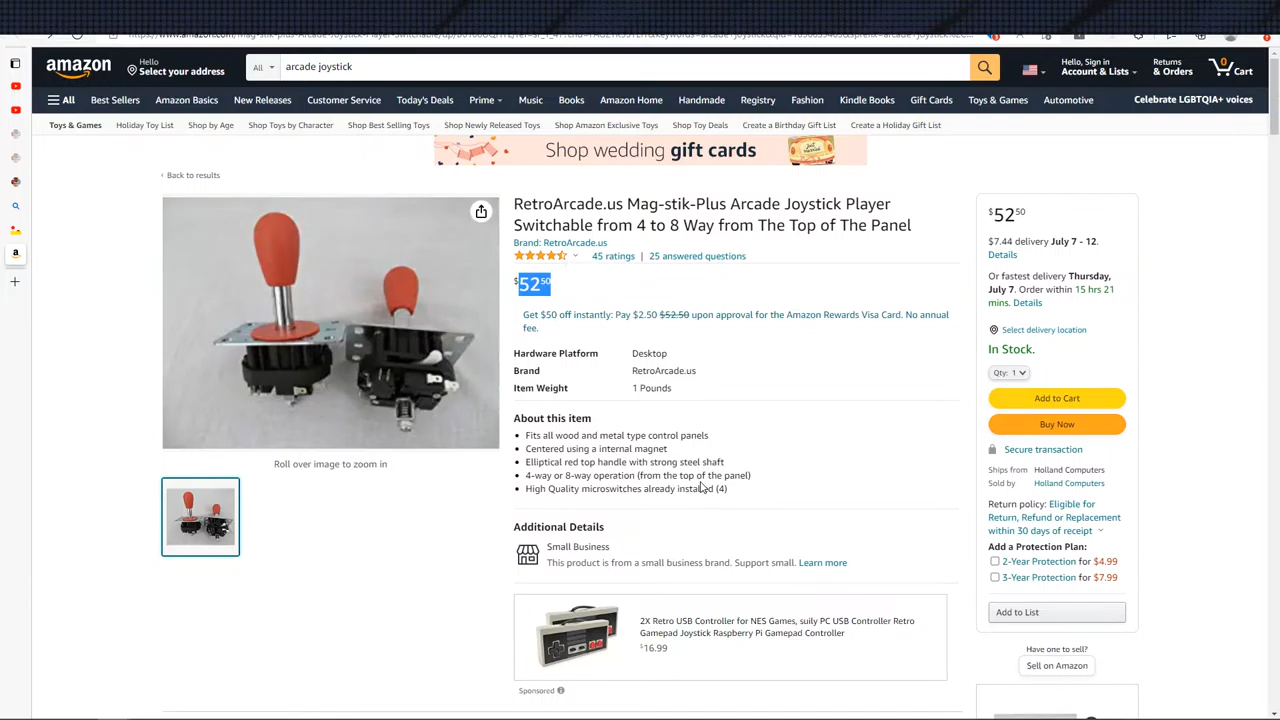 amazon
Hello
Select your address
All
arcade joystick
Hello, Sign in
Account & Lists
Returns
& Orders
0
Cart
All
Best Sellers
Amazon Basics
New Releases
Customer Service
Today's Deals
Prime
Music
Books
Amazon Home
Handmade
Registry
Fashion
Kindle Books
Gift Cards
Toys & Games
Automotive
Celebrate LGBTQIA+ voices
Toys & Games
Holiday Toy List
Shop by Age
Shop Toys by Character
Shop Best Selling Toys
Shop Newly Released Toys
Shop Amazon Exclusive Toys
Shop Toy Deals
Create a Birthday Gift List
Create a Holiday Gift List
Shop wedding gift cards
‹ Back to results
RetroArcade.us Mag-stik-Plus Arcade Joystick Player
Switchable from 4 to 8 Way from The Top of The Panel
Brand: RetroArcade.us
45 ratings | 25 answered questions
$52⁵⁰
Get $50 off instantly: Pay $2.50 $52.50 upon approval for the Amazon Rewards Visa Card. No annual
fee.
Hardware Platform Desktop
Brand RetroArcade.us
Item Weight 1 Pounds
About this item
• Fits all wood and metal type control panels
• Centered using a internal magnet
• Elliptical red top handle with strong steel shaft
• 4-way or 8-way operation (from the top of the panel)
• High Quality microswitches already installed (4)
Roll over image to zoom in
Additional Details
Small Business
This product is from a small business brand. Support small. Learn more
2X Retro USB Controller for NES Games, suily PC USB Controller Retro
Gamepad Joystick Raspberry Pi Gamepad Controller
$16.99
Sponsored
$52⁵⁰
$7.44 delivery July 7 - 12.
Details
Or fastest delivery Thursday,
July 7. Order within 15 hrs 21
mins. Details
Select delivery location
In Stock.
Qty: 1
Add to Cart
Buy Now
Secure transaction
Ships from Holland Computers
Sold by Holland Computers
Return policy: Eligible for
Return, Refund or Replacement
within 30 days of receipt
Add a Protection Plan:
2-Year Protection for $4.99
3-Year Protection for $7.99
Add to List
Have one to sell?
Sell on Amazon